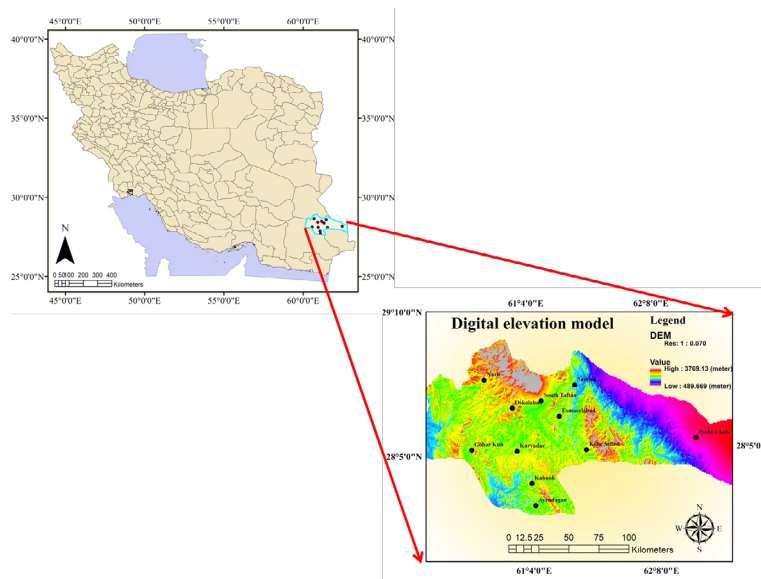 45°0'0"E 50°0'0"E 55°0'0"E 60°0'0"E
40°0'0"N 40°0'0"N
35°0'0"N 35°0'0"N
30°0'0"N 30°0'0"N
25°0'0"N 25°0'0"N
N
0 50100 200 300 400
Kilometers
45°0'0"E 50°0'0"E 55°0'0"E 60°0'0"E
61°4'0"E 62°8'0"E
29°10'0"N
Digital elevation model
Legend
DEM
Res: 1 : 0.070
Value
High : 3769.13 (meter)
Low : 489.669 (meter)
South Taftan
Esmaeelabad
Gohar Kuh
Karvadar
28°5'0"N 28°5'0"N
Kahnok
N
W E
S
0 12.5 25 50 75 100
Kilometers
61°4'0"E 62°8'0"E